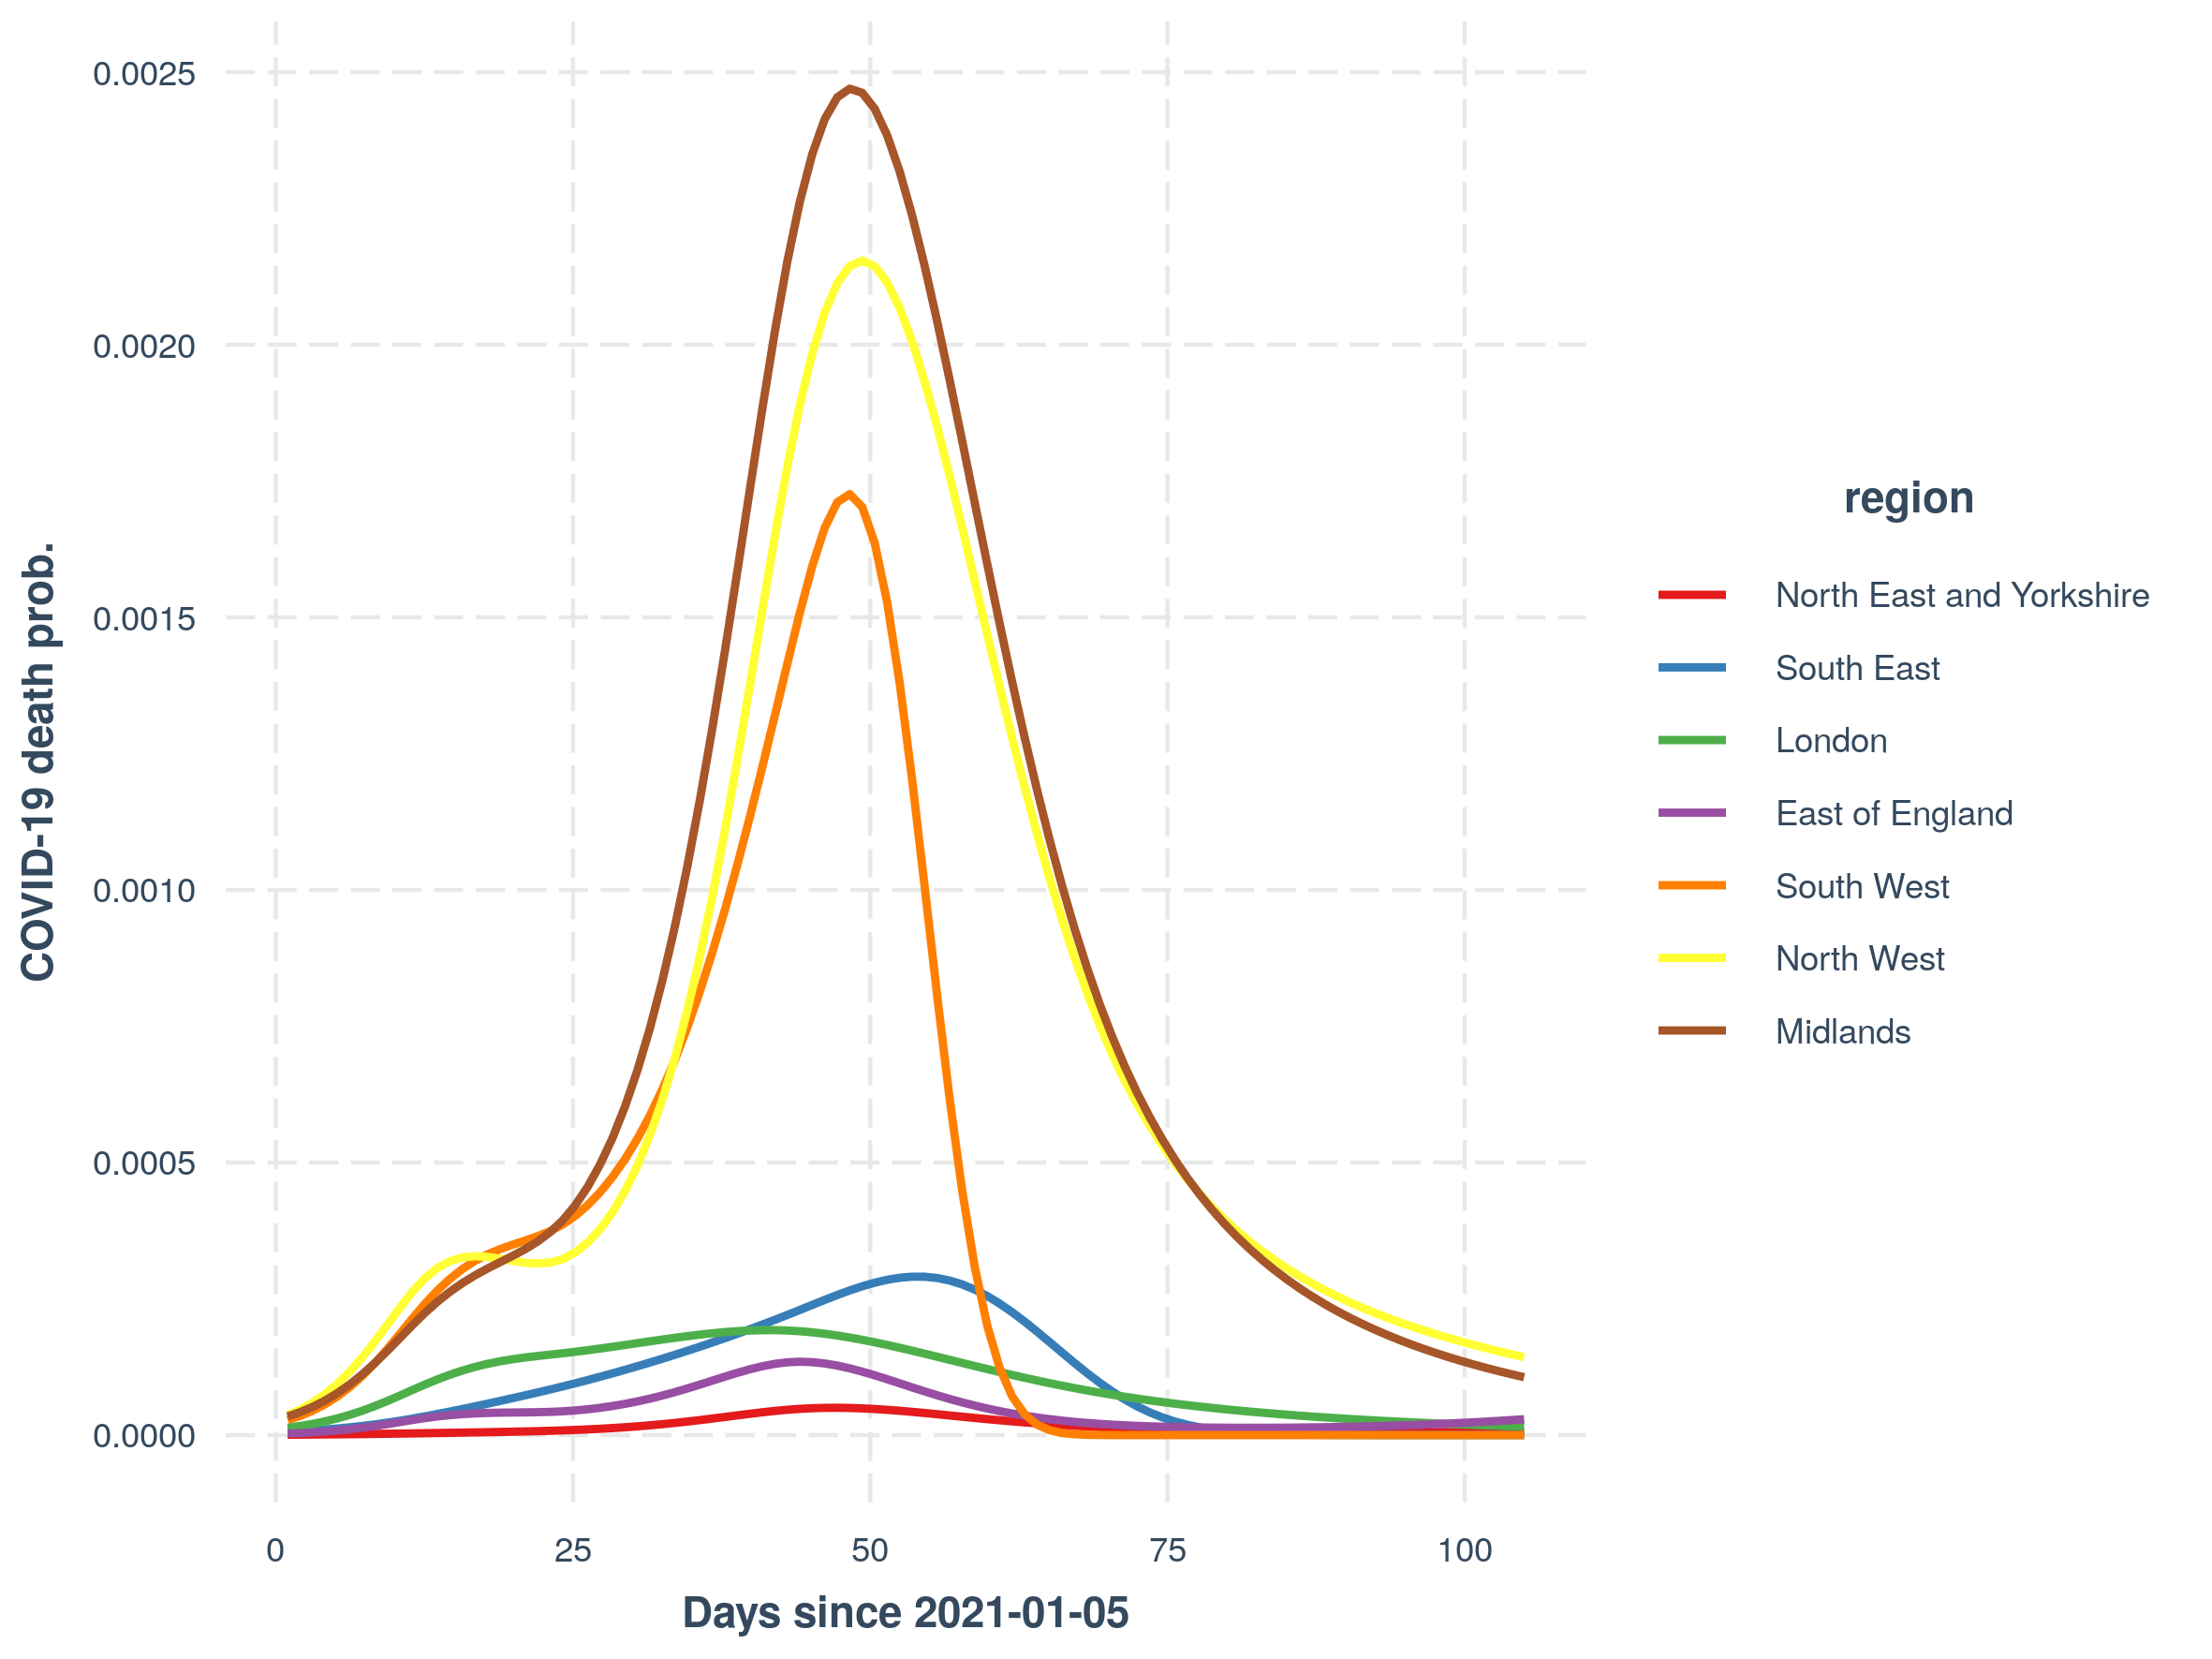 0.0025
0.0020
0.0015
0.0010
0.0005
0.0000
COVID-19 death prob.
0 25 50 75 100
Days since 2021-01-05
region
North East and Yorkshire
South East
London
East of England
South West
North West
Midlands